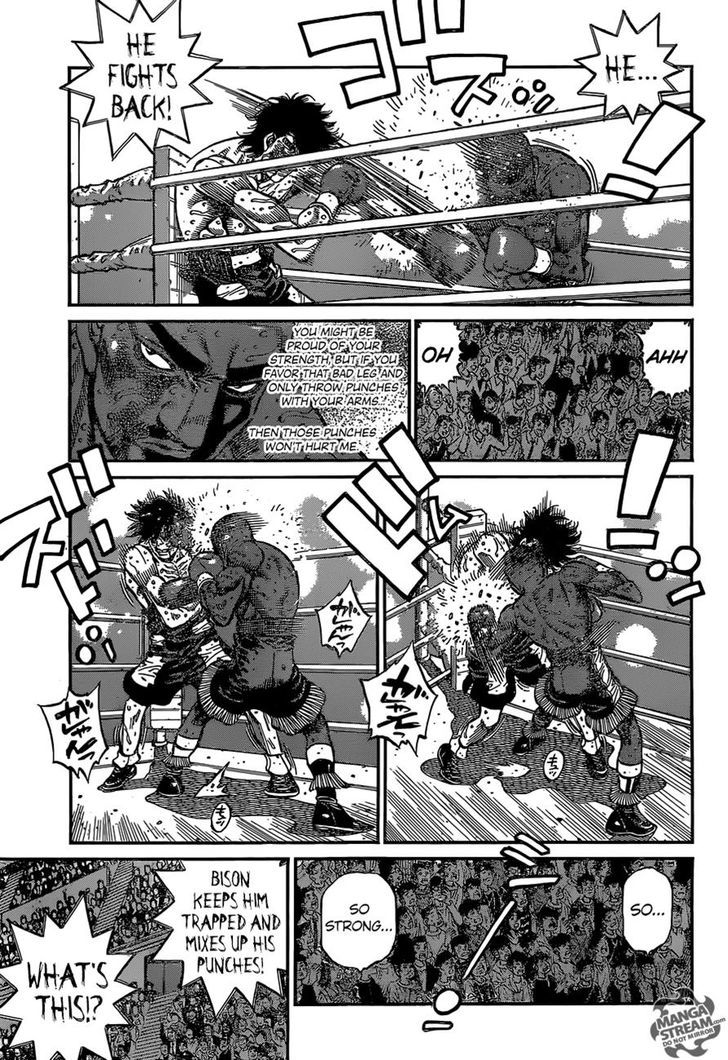 HE...
HE
FIGHTS
BACK!
OH
AHH
YOU MIGHT BE
PROUD OF YOUR
STRENGTH, BUT IF YOU
FAVOR THAT BAD LEG AND
ONLY THROW PUNCHES
WITH YOUR ARMS...
THEN THOSE PUNCHES
WON'T HURT ME.
SO...
SO
STRONG...
BISON
KEEPS HIM
TRAPPED AND
MIXES UP HIS
PUNCHES!
WHAT'S
THIS!?
MANGA
STREAM.com
DO NOT MIRROR